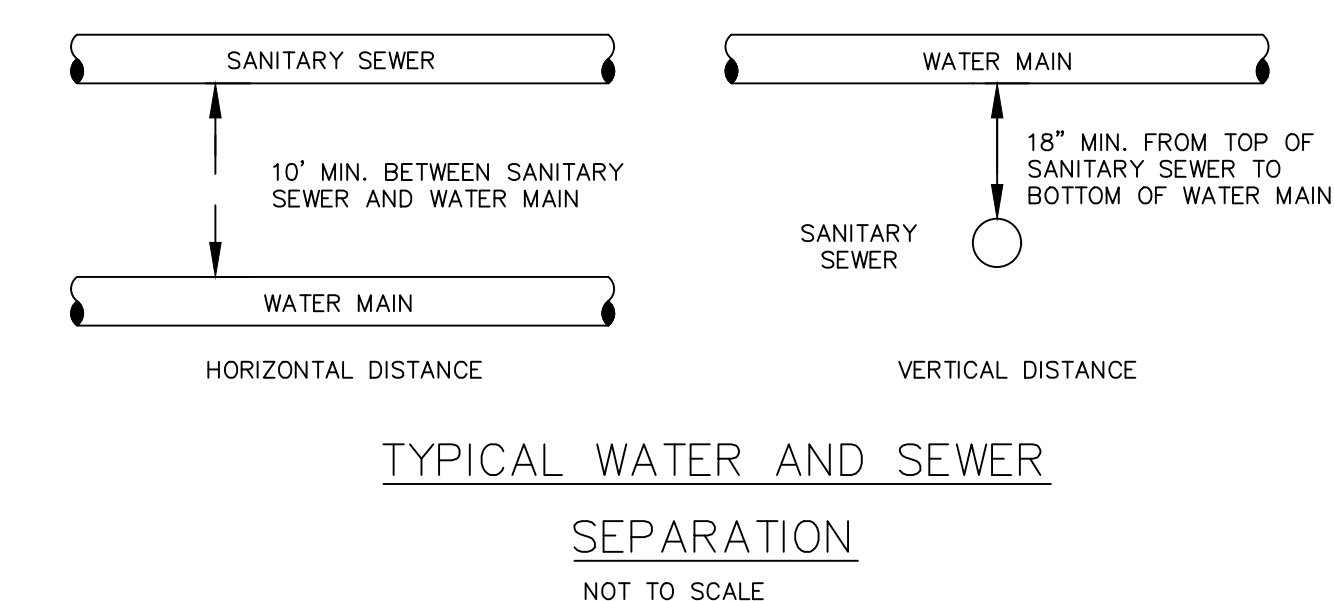 SANITARY SEWER
10' MIN. BETWEEN SANITARY
SEWER AND WATER MAIN
WATER MAIN
HORIZONTAL DISTANCE
WATER MAIN
18" MIN. FROM TOP OF
SANITARY SEWER TO
BOTTOM OF WATER MAIN
SANITARY
SEWER
VERTICAL DISTANCE
TYPICAL WATER AND SEWER
SEPARATION
NOT TO SCALE